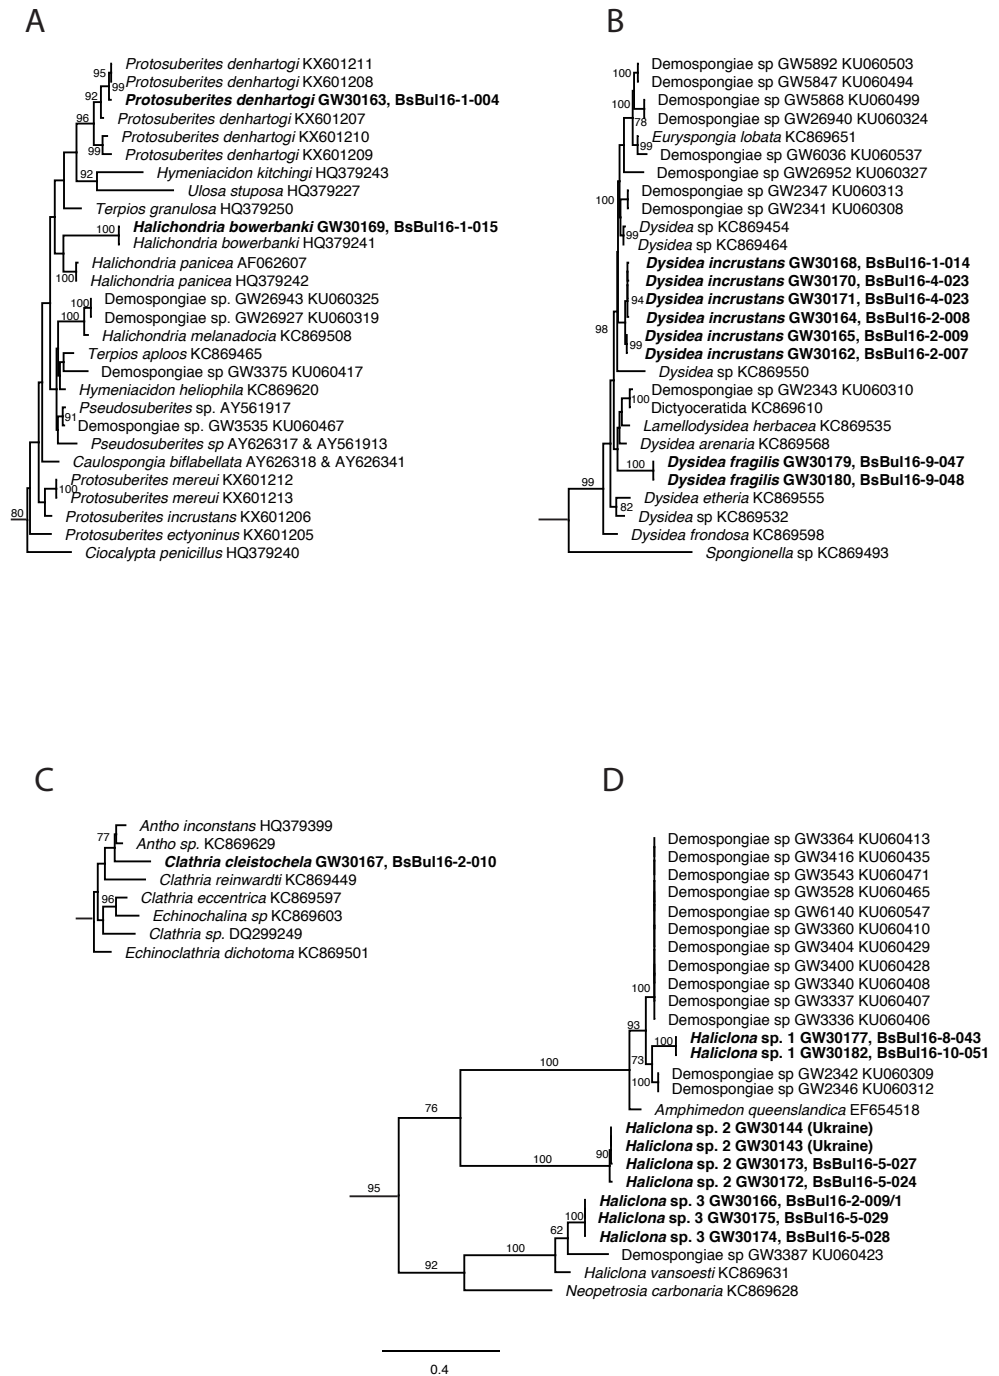 A
95
Protosuberites denhartogi KX601211
99
Protosuberites denhartogi KX601208
92
Protosuberites denhartogi GW30163, BsBul16-1-004
96
Protosuberites denhartogi KX601207
Protosuberites denhartogi KX601210
99
Protosuberites denhartogi KX601209
92
Hymeniacidon kitchingi HQ379243
Ulosa stuposa HQ379227
Terpios granulosa HQ379250
100
Halichondria bowerbanki GW30169, BsBul16-1-015
Halichondria bowerbanki HQ379241
Halichondria panicea AF062607
100
Halichondria panicea HQ379242
100
Demospongiae sp. GW26943 KU060325
100
Demospongiae sp. GW26927 KU060319
Halichondria melanadocia KC869508
Terpios aploos KC869465
Demospongiae sp GW3375 KU060417
Hymeniacidon heliophila KC869620
Pseudosuberites sp. AY561917
91
Demospongiae sp. GW3535 KU060467
Pseudosuberites sp AY626317 & AY561913
Caulospongia biflabellata AY626318 & AY626341
Protosuberites mereui KX601212
100
Protosuberites mereui KX601213
80
Protosuberites incrustans KX601206
Protosuberites ectyoninus KX601205
Ciocalypta penicillus HQ379240
B
Demospongiae sp GW5892 KU060503
100
Demospongiae sp GW5847 KU060494
100
Demospongiae sp GW5868 KU060499
78
Demospongiae sp GW26940 KU060324
Euryspongia lobata KC869651
99
Demospongiae sp GW6036 KU060537
Demospongiae sp GW26952 KU060327
100
Demospongiae sp GW2347 KU060313
Demospongiae sp GW2341 KU060308
Dysidea sp KC869454
99
Dysidea sp KC869464
Dysidea incrustans GW30168, BsBul16-1-014
Dysidea incrustans GW30170, BsBul16-4-023
94
Dysidea incrustans GW30171, BsBul16-4-023
Dysidea incrustans GW30164, BsBul16-2-008
98
Dysidea incrustans GW30165, BsBul16-2-009
99
Dysidea incrustans GW30162, BsBul16-2-007
Dysidea sp KC869550
Demospongiae sp GW2343 KU060310
100
Dictyoceratida KC869610
Lamellodysidea herbacea KC869535
Dysidea arenaria KC869568
100
Dysidea fragilis GW30179, BsBul16-9-047
Dysidea fragilis GW30180, BsBul16-9-048
99
Dysidea etheria KC869555
82
Dysidea sp KC869532
Dysidea frondosa KC869598
Spongionella sp KC869493
C
Antho inconstans HQ379399
77
Antho sp. KC869629
Clathria cleistochela GW30167, BsBul16-2-010
Clathria reinwardti KC869449
96
Clathria eccentrica KC869597
Echinochalina sp KC869603
Clathria sp. DQ299249
Echinoclathria dichotoma KC869501
D
Demospongiae sp GW3364 KU060413
Demospongiae sp GW3416 KU060435
Demospongiae sp GW3543 KU060471
Demospongiae sp GW3528 KU060465
Demospongiae sp GW6140 KU060547
Demospongiae sp GW3360 KU060410
Demospongiae sp GW3404 KU060429
Demospongiae sp GW3400 KU060428
Demospongiae sp GW3340 KU060408
100
Demospongiae sp GW3337 KU060407
Demospongiae sp GW3336 KU060406
93
Haliclona sp. 1 GW30177, BsBul16-8-043
100
Haliclona sp. 1 GW30182, BsBul16-10-051
73
100
Demospongiae sp GW2342 KU060309
100
Demospongiae sp GW2346 KU060312
Amphimedon queenslandica EF654518
76
Haliclona sp. 2 GW30144 (Ukraine)
Haliclona sp. 2 GW30143 (Ukraine)
90
100
Haliclona sp. 2 GW30173, BsBul16-5-027
Haliclona sp. 2 GW30172, BsBul16-5-024
95
Haliclona sp. 3 GW30166, BsBul16-2-009/1
100
Haliclona sp. 3 GW30175, BsBul16-5-029
62
Haliclona sp. 3 GW30174, BsBul16-5-028
100
Demospongiae sp GW3387 KU060423
92
Haliclona vansoesti KC869631
Neopetrosia carbonaria KC869628
0.4